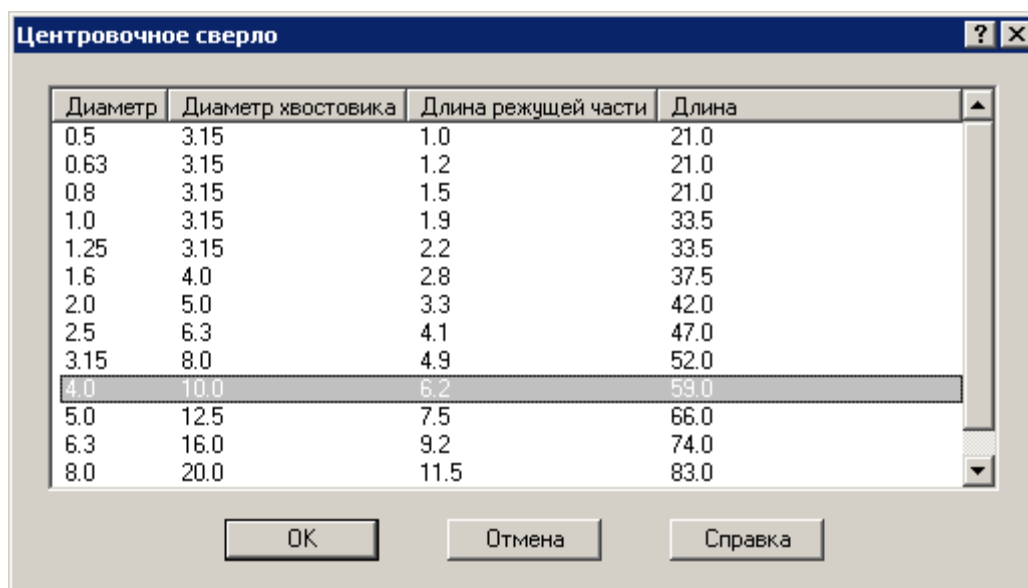 Центровочное сверло
Диаметр Диаметр хвостовика Длина режущей части Длина
0.5 3.15 1.0 21.0
0.63 3.15 1.2 21.0
0.8 3.15 1.5 21.0
1.0 3.15 1.9 33.5
1.25 3.15 2.2 33.5
1.6 4.0 2.8 37.5
2.0 5.0 3.3 42.0
2.5 6.3 4.1 47.0
3.15 8.0 4.9 52.0
4.0 10.0 6.2 59.0
5.0 12.5 7.5 66.0
6.3 16.0 9.2 74.0
8.0 20.0 11.5 83.0
OK Отмена Справка